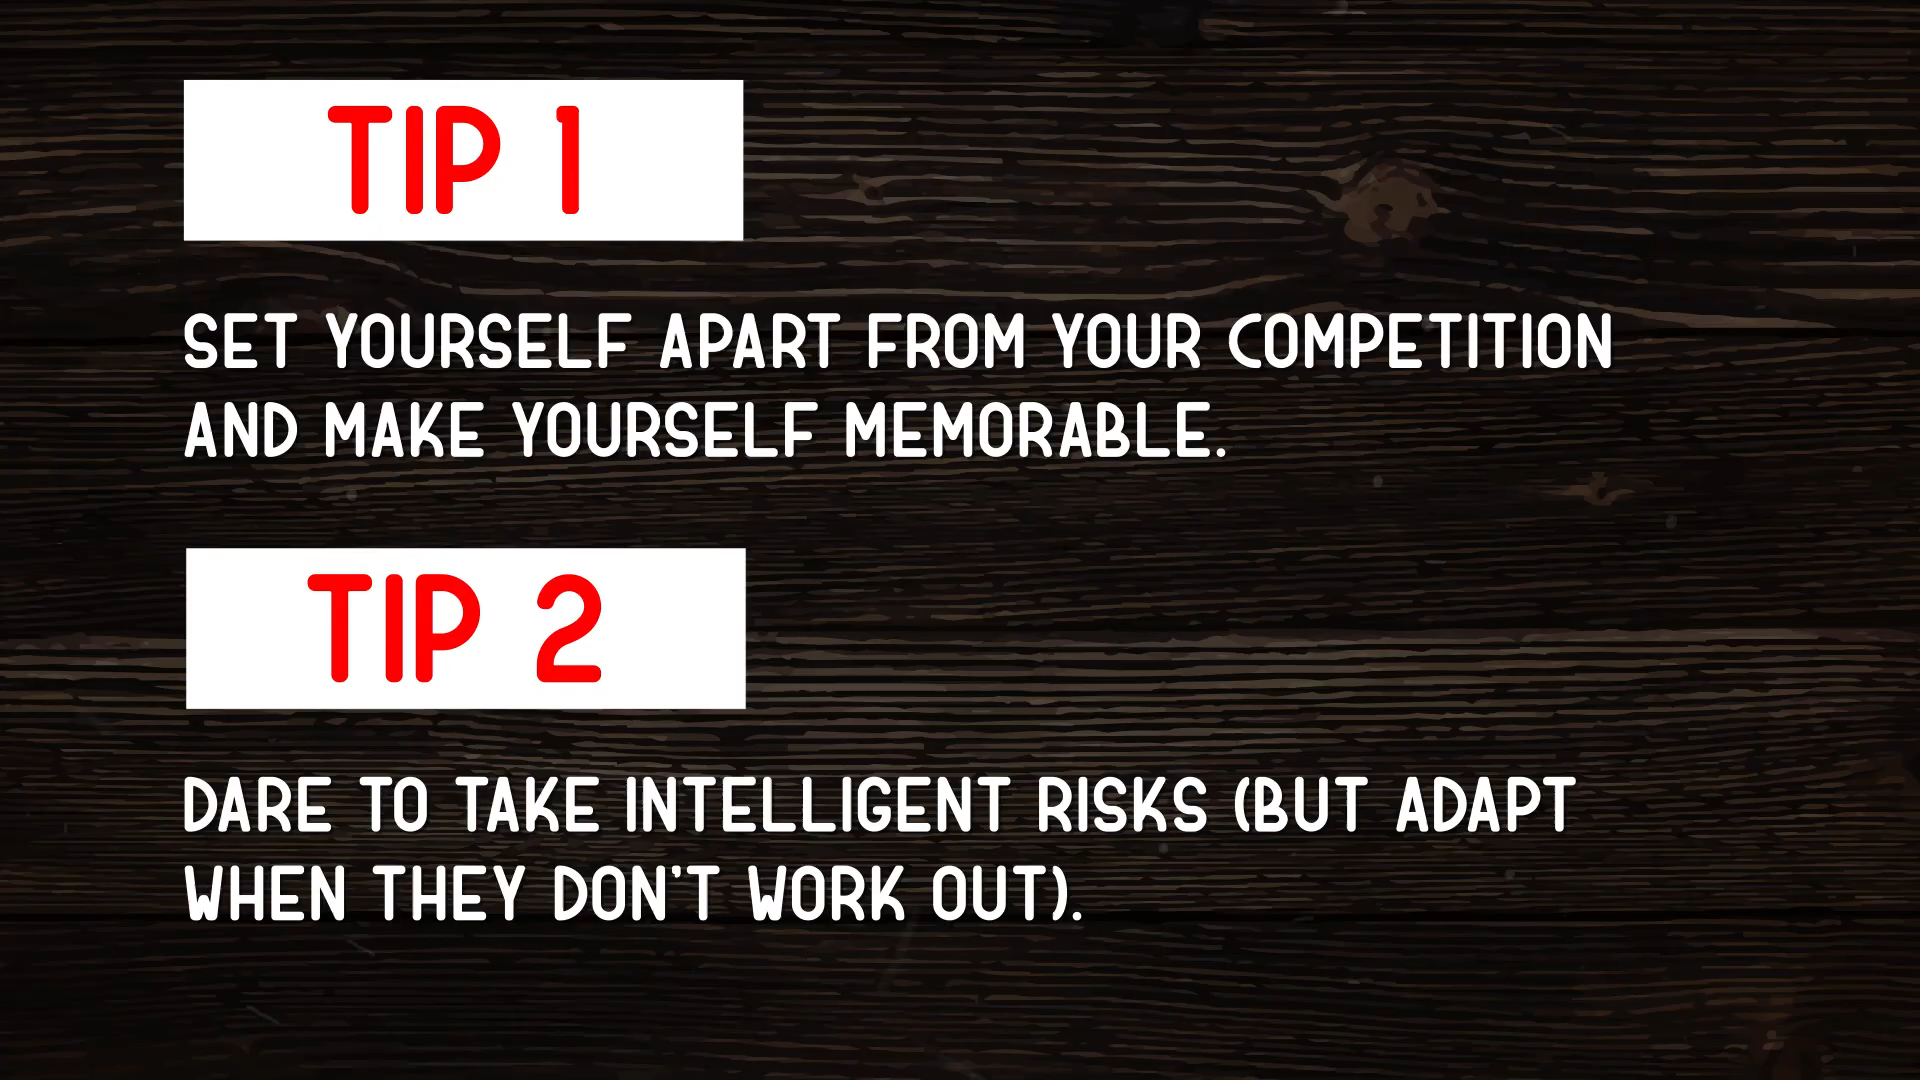 TIP 1
SET YOURSELF APART FROM YOUR COMPETITION
AND MAKE YOURSELF MEMORABLE.
TIP 2
DARE TO TAKE INTELLIGENT RISKS (BUT ADAPT
WHEN THEY DON'T WORK OUT).